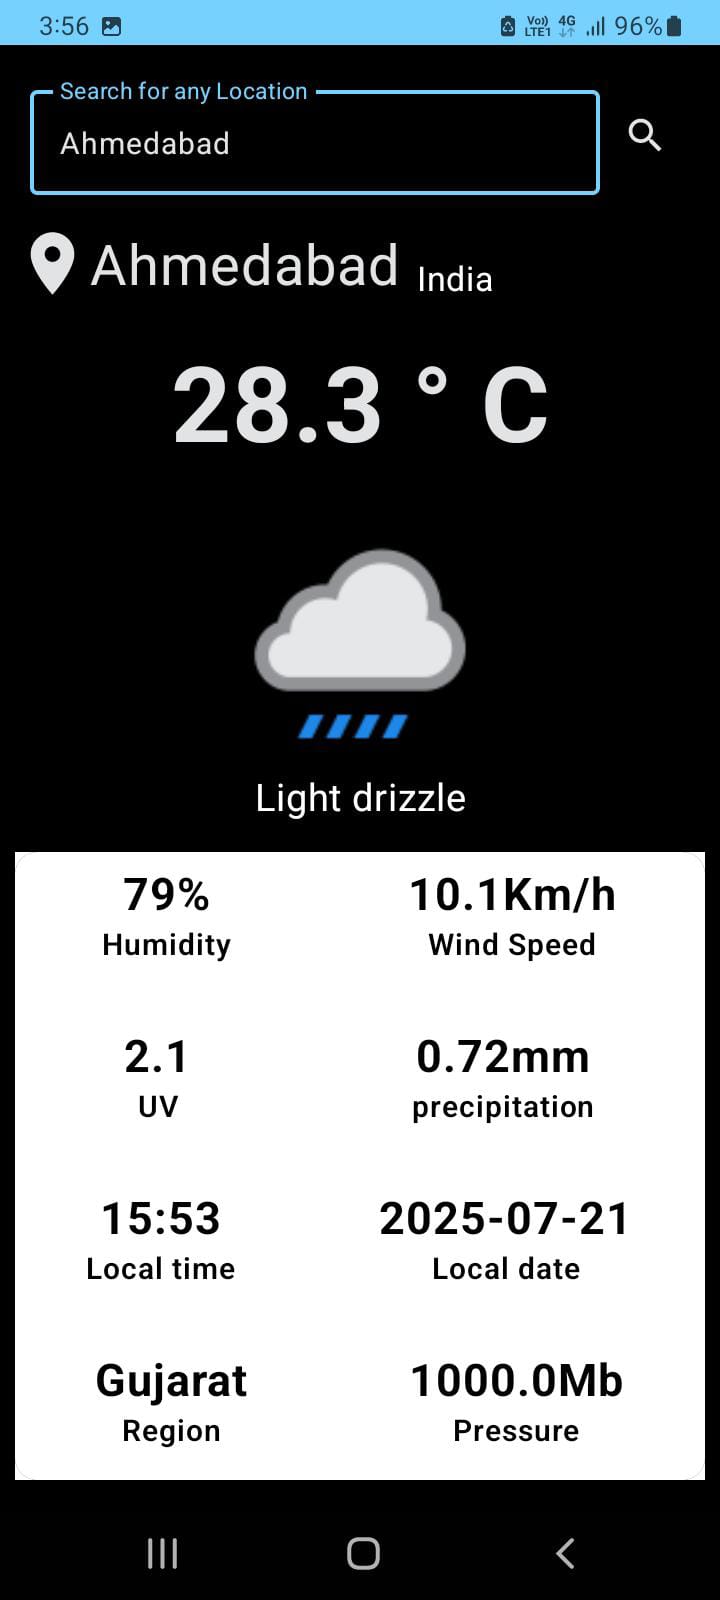 3:56 Vo)) LTE1 4G 96%
Search for any Location
Ahmedabad
Ahmedabad India
28.3 ° C
Light drizzle
79% 10.1Km/h
Humidity Wind Speed
2.1 0.72mm
UV precipitation
15:53 2025-07-21
Local time Local date
Gujarat 1000.0Mb
Region Pressure